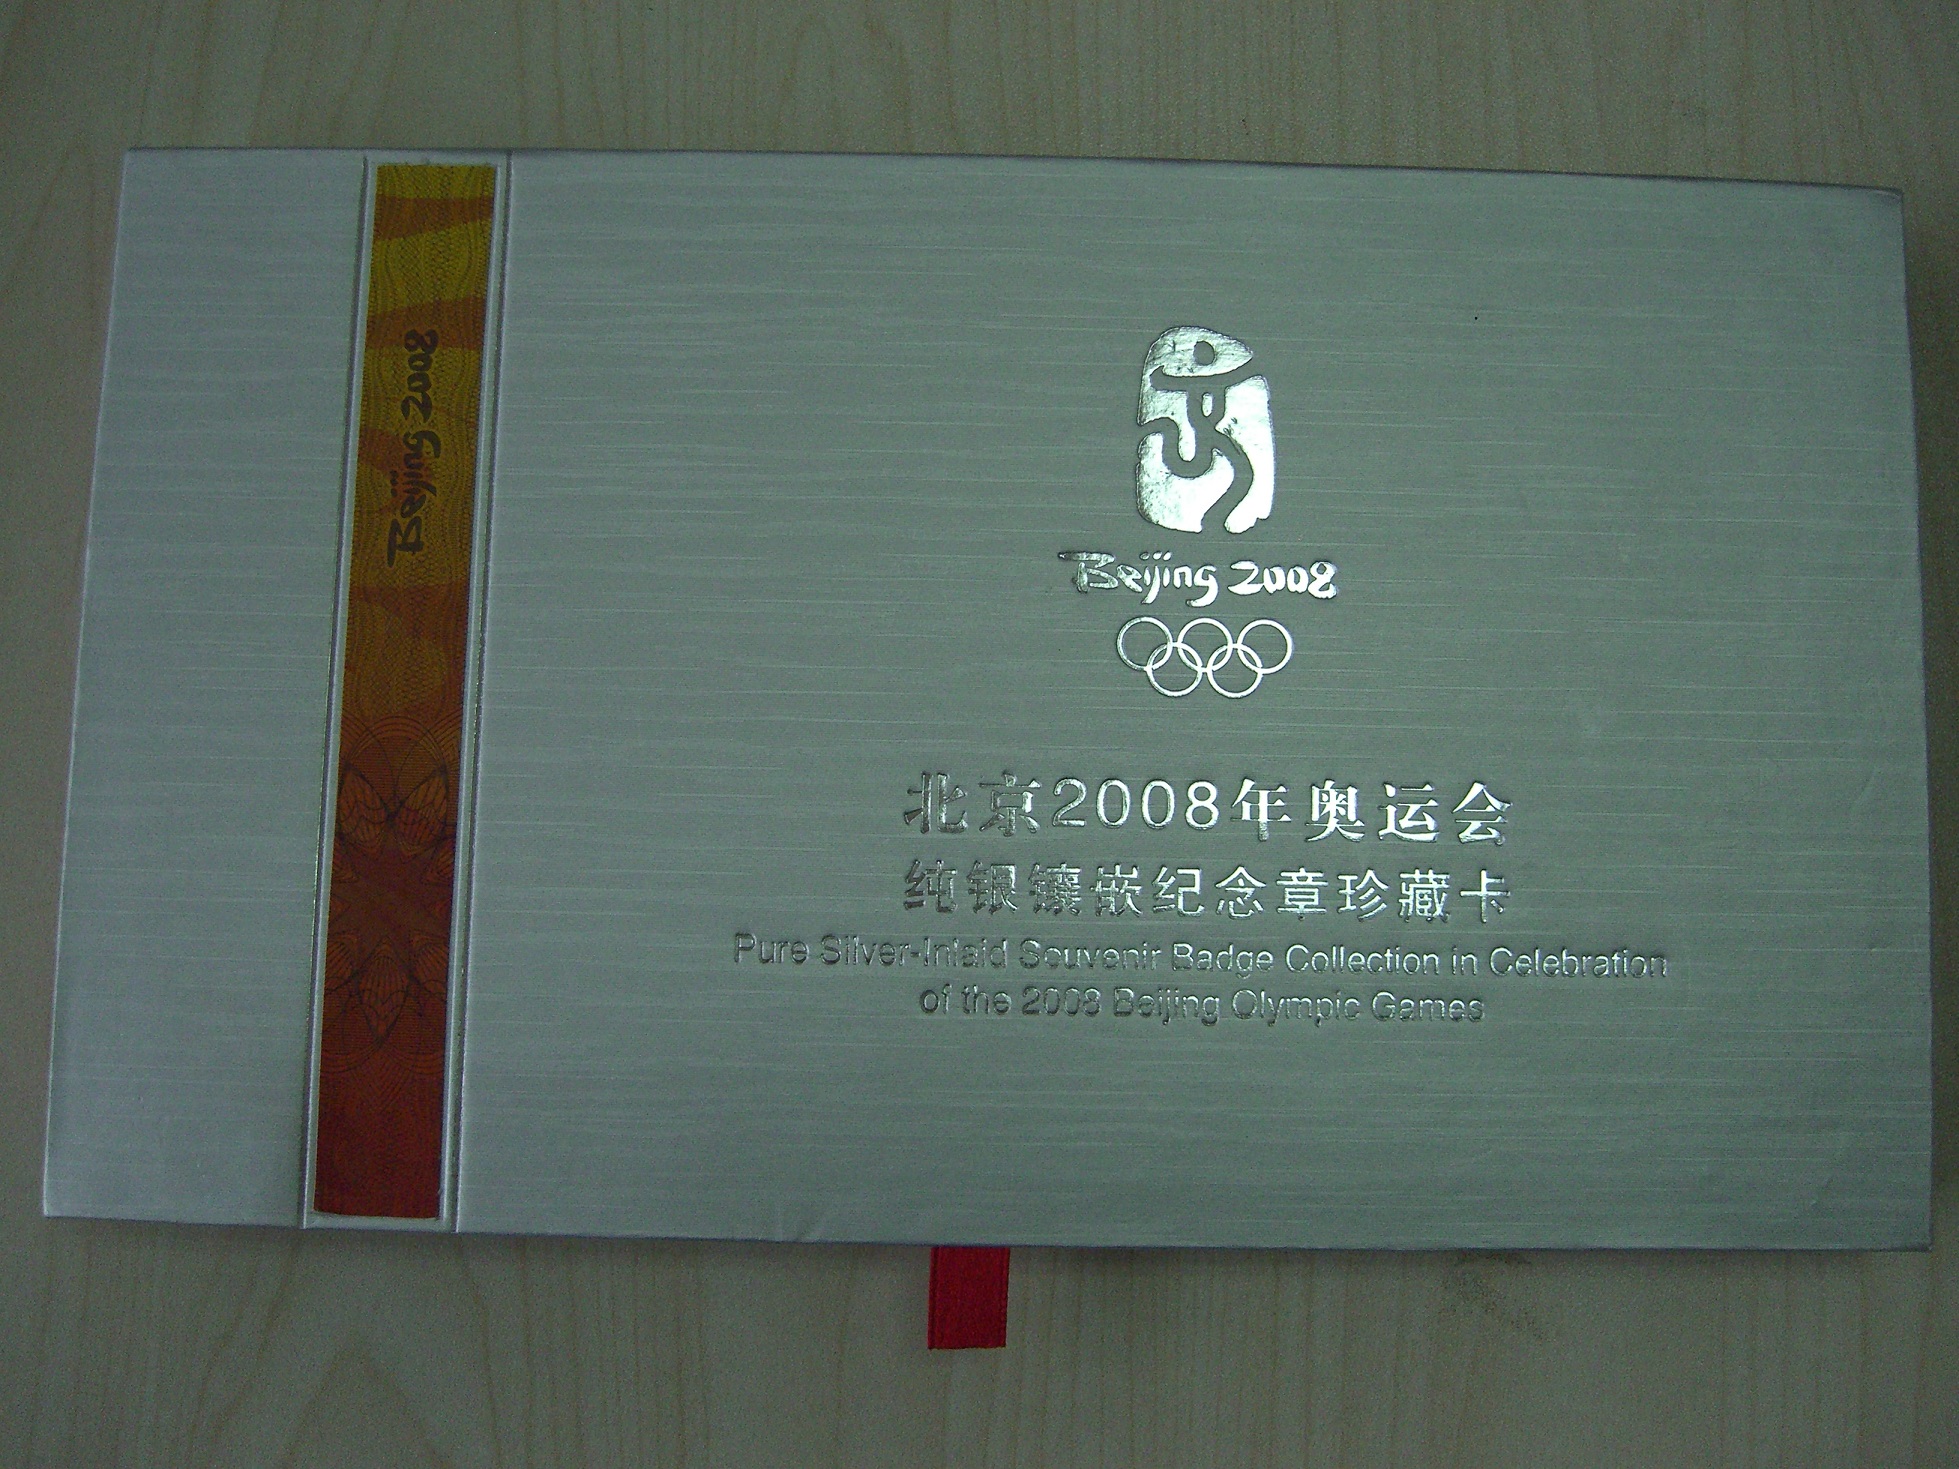 Beijing 2008
Beijing 2008
北京2008年奥运会
纯银镶嵌纪念章珍藏卡
Pure Silver-Inlaid Souvenir Badge Collection in Celebration
of the 2008 Beijing Olympic Games